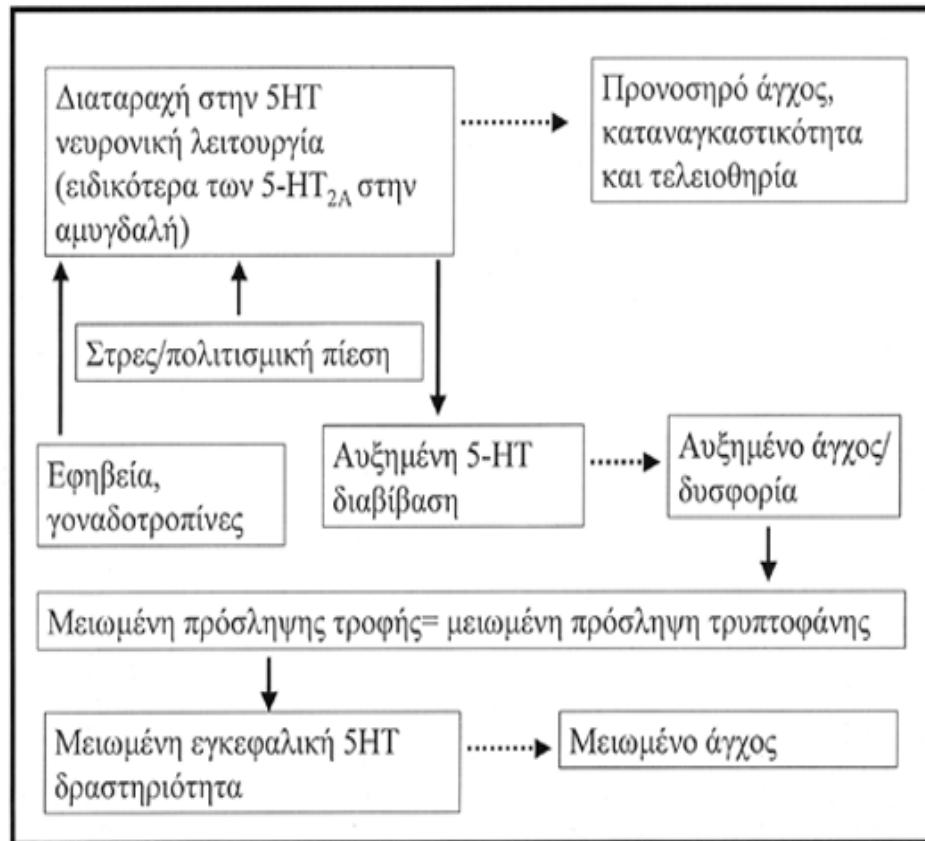 Διαταραχή στην 5HT
νευρονική λειτουργία
(ειδικότερα των 5-HT2A στην
αμυγδαλή)
Προνοσηρό άγχος,
καταναγκαστικότητα
και τελειοθηρία
Στρες/πολιτισμική πίεση
Εφηβεία,
γοναδοτροπίνες
Αυξημένη 5-HT
διαβίβαση
Αυξημένο άγχος/
δυσφορία
Μειωμένη πρόσληψης τροφής= μειωμένη πρόσληψη τρυπτοφάνης
Μειωμένη εγκεφαλική 5HT
δραστηριότητα
Μειωμένο άγχος